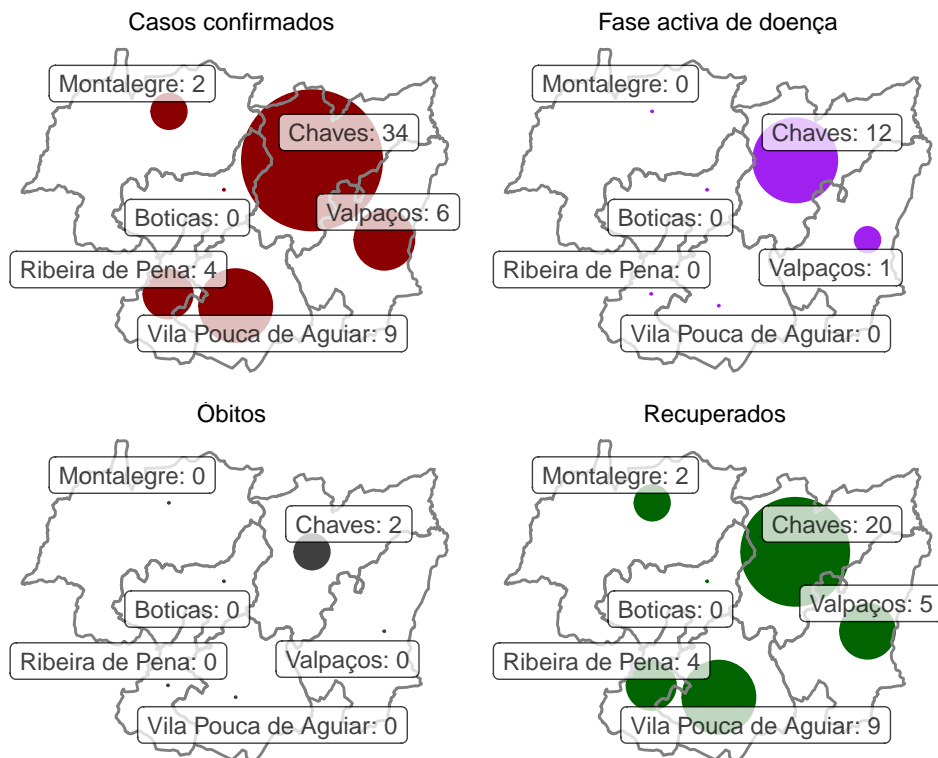 Casos confirmados
Montalegre: 2
Chaves: 34
Boticas: 0
Valpaços: 6
Ribeira de Pena: 4
Vila Pouca de Aguiar: 9
Fase activa de doença
Montalegre: 0
Chaves: 12
Boticas: 0
Ribeira de Pena: 0
Valpaços: 1
Vila Pouca de Aguiar: 0
Óbitos
Montalegre: 0
Chaves: 2
Boticas: 0
Ribeira de Pena: 0
Valpaços: 0
Vila Pouca de Aguiar: 0
Recuperados
Montalegre: 2
Chaves: 20
Boticas: 0
Valpaços: 5
Ribeira de Pena: 4
Vila Pouca de Aguiar: 9